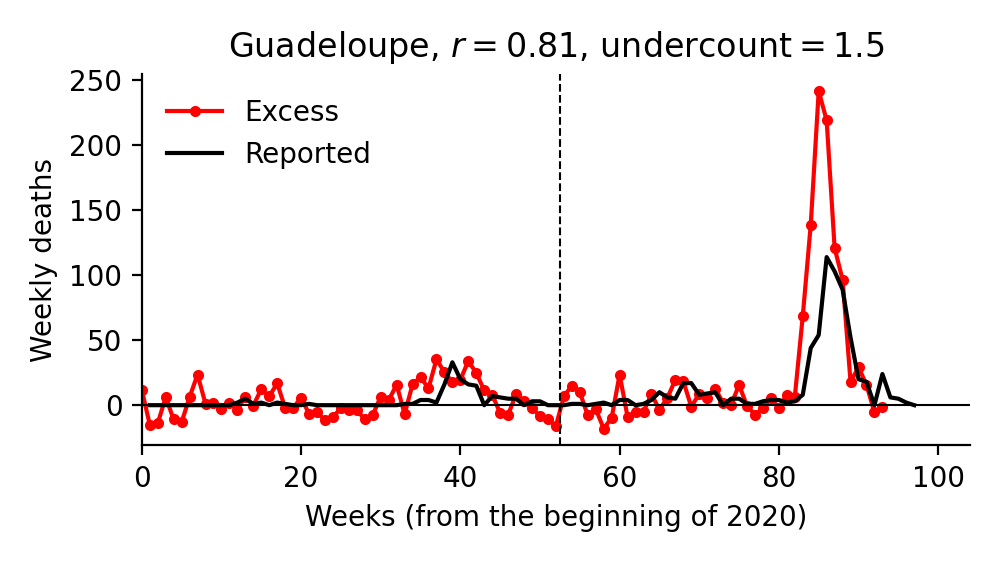 Guadeloupe, r = 0.81, undercount = 1.5
250
200
150
100
50
0
Weekly deaths
Excess
Reported
0 20 40 60 80 100
Weeks (from the beginning of 2020)